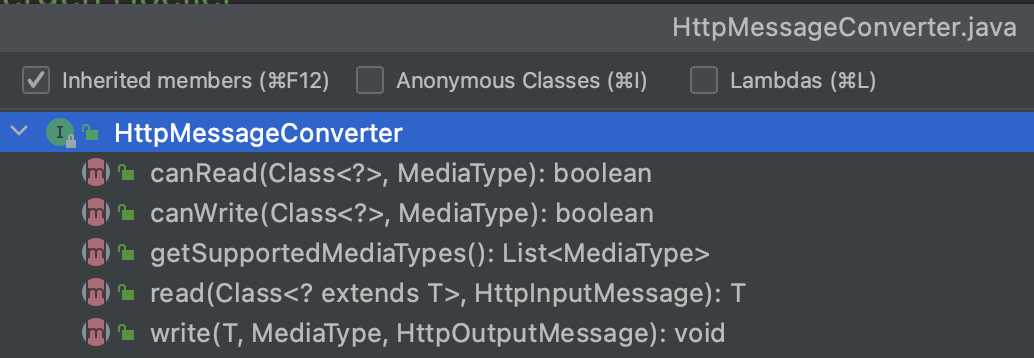 HttpMessageConverter.java
Inherited members (⌘F12) Anonymous Classes (⌘I) Lambdas (⌘L)
HttpMessageConverter
canRead(Class<?>, MediaType): boolean
canWrite(Class<?>, MediaType): boolean
getSupportedMediaTypes(): List<MediaType>
read(Class<? extends T>, HttpInputMessage): T
write(T, MediaType, HttpOutputMessage): void